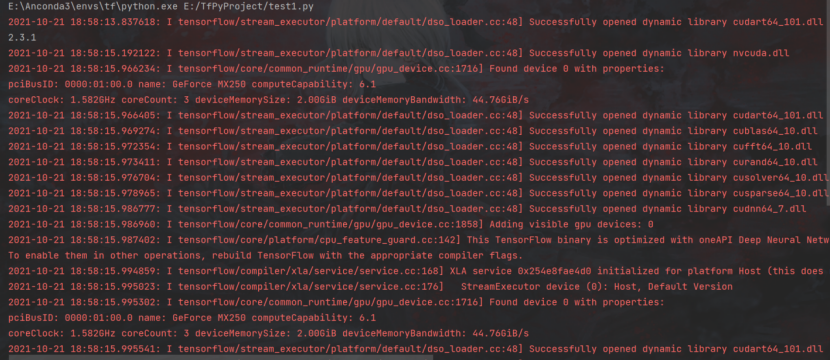 E:\Anconda3\envs\tf\python.exe E:/TfPyProject/test1.py
2021-10-21 18:58:13.837618: I tensorflow/stream_executor/platform/default/dso_loader.cc:48] Successfully opened dynamic library cudart64_101.dll
2.3.1
2021-10-21 18:58:15.192122: I tensorflow/stream_executor/platform/default/dso_loader.cc:48] Successfully opened dynamic library nvcuda.dll
2021-10-21 18:58:15.966234: I tensorflow/core/common_runtime/gpu/gpu_device.cc:1716] Found device 0 with properties:
pciBusID: 0000:01:00.0 name: GeForce MX250 computeCapability: 6.1
coreClock: 1.582GHz coreCount: 3 deviceMemorySize: 2.00GiB deviceMemoryBandwidth: 44.76GiB/s
2021-10-21 18:58:15.966405: I tensorflow/stream_executor/platform/default/dso_loader.cc:48] Successfully opened dynamic library cudart64_101.dll
2021-10-21 18:58:15.969274: I tensorflow/stream_executor/platform/default/dso_loader.cc:48] Successfully opened dynamic library cublas64_10.dll
2021-10-21 18:58:15.972354: I tensorflow/stream_executor/platform/default/dso_loader.cc:48] Successfully opened dynamic library cufft64_10.dll
2021-10-21 18:58:15.973411: I tensorflow/stream_executor/platform/default/dso_loader.cc:48] Successfully opened dynamic library curand64_10.dll
2021-10-21 18:58:15.976704: I tensorflow/stream_executor/platform/default/dso_loader.cc:48] Successfully opened dynamic library cusolver64_10.dll
2021-10-21 18:58:15.978965: I tensorflow/stream_executor/platform/default/dso_loader.cc:48] Successfully opened dynamic library cusparse64_10.dll
2021-10-21 18:58:15.986777: I tensorflow/stream_executor/platform/default/dso_loader.cc:48] Successfully opened dynamic library cudnn64_7.dll
2021-10-21 18:58:15.986960: I tensorflow/core/common_runtime/gpu/gpu_device.cc:1858] Adding visible gpu devices: 0
2021-10-21 18:58:15.987402: I tensorflow/core/platform/cpu_feature_guard.cc:142] This TensorFlow binary is optimized with oneAPI Deep Neural Netw
To enable them in other operations, rebuild TensorFlow with the appropriate compiler flags.
2021-10-21 18:58:15.994859: I tensorflow/compiler/xla/service/service.cc:168] XLA service 0x254e8fae4d0 initialized for platform Host (this does
2021-10-21 18:58:15.995023: I tensorflow/compiler/xla/service/service.cc:176] StreamExecutor device (0): Host, Default Version
2021-10-21 18:58:15.995302: I tensorflow/core/common_runtime/gpu/gpu_device.cc:1716] Found device 0 with properties:
pciBusID: 0000:01:00.0 name: GeForce MX250 computeCapability: 6.1
coreClock: 1.582GHz coreCount: 3 deviceMemorySize: 2.00GiB deviceMemoryBandwidth: 44.76GiB/s
2021-10-21 18:58:15.995541: I tensorflow/stream_executor/platform/default/dso_loader.cc:48] Successfully opened dynamic library cudart64_101.dll